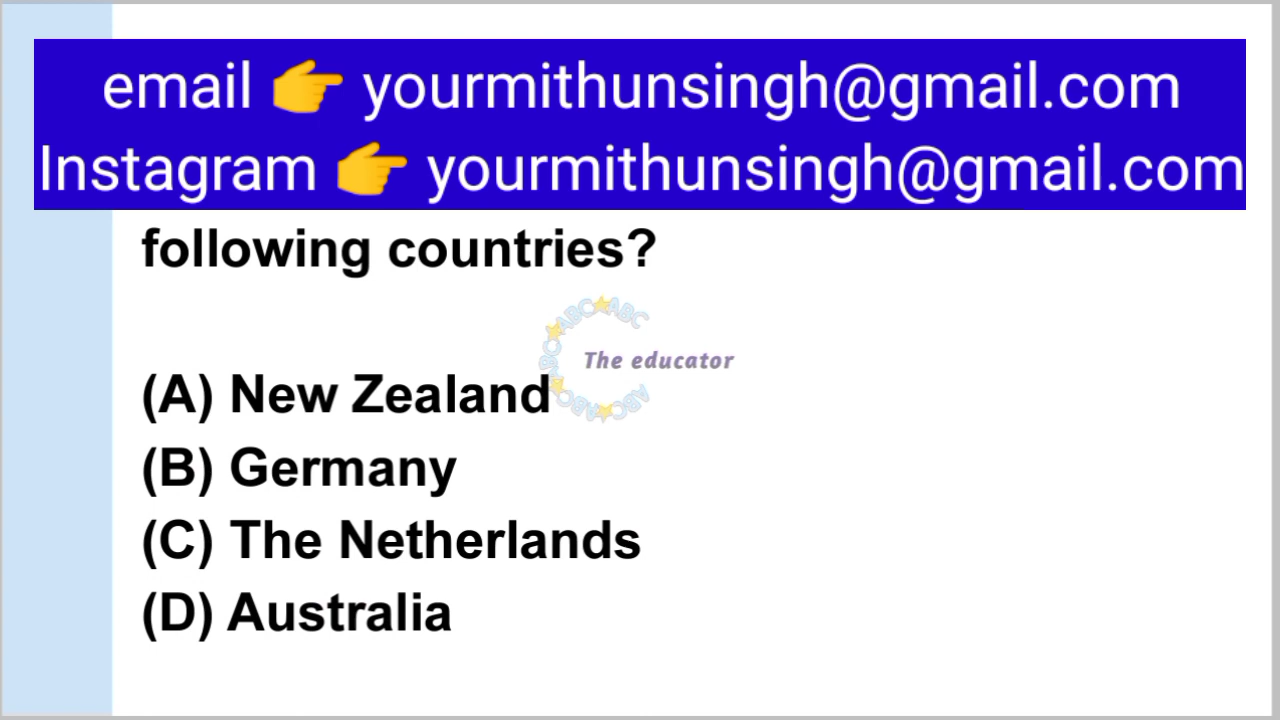 email 👉 yourmithunsingh@gmail.com
Instagram 👉 yourmithunsingh@gmail.com
following countries?
The educator
(A) New Zealand
(B) Germany
(C) The Netherlands
(D) Australia